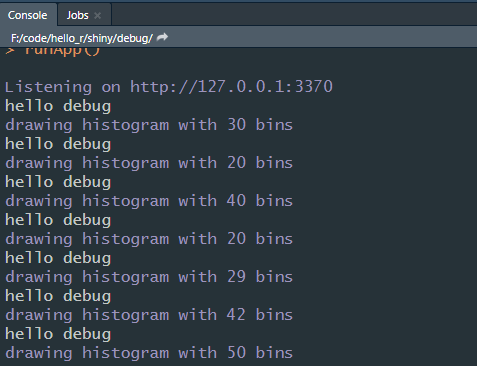 Console Jobs
F:/code/hello_r/shiny/debug/
> runApp()
Listening on http://127.0.0.1:3370
hello debug
drawing histogram with 30 bins
hello debug
drawing histogram with 20 bins
hello debug
drawing histogram with 40 bins
hello debug
drawing histogram with 20 bins
hello debug
drawing histogram with 29 bins
hello debug
drawing histogram with 42 bins
hello debug
drawing histogram with 50 bins